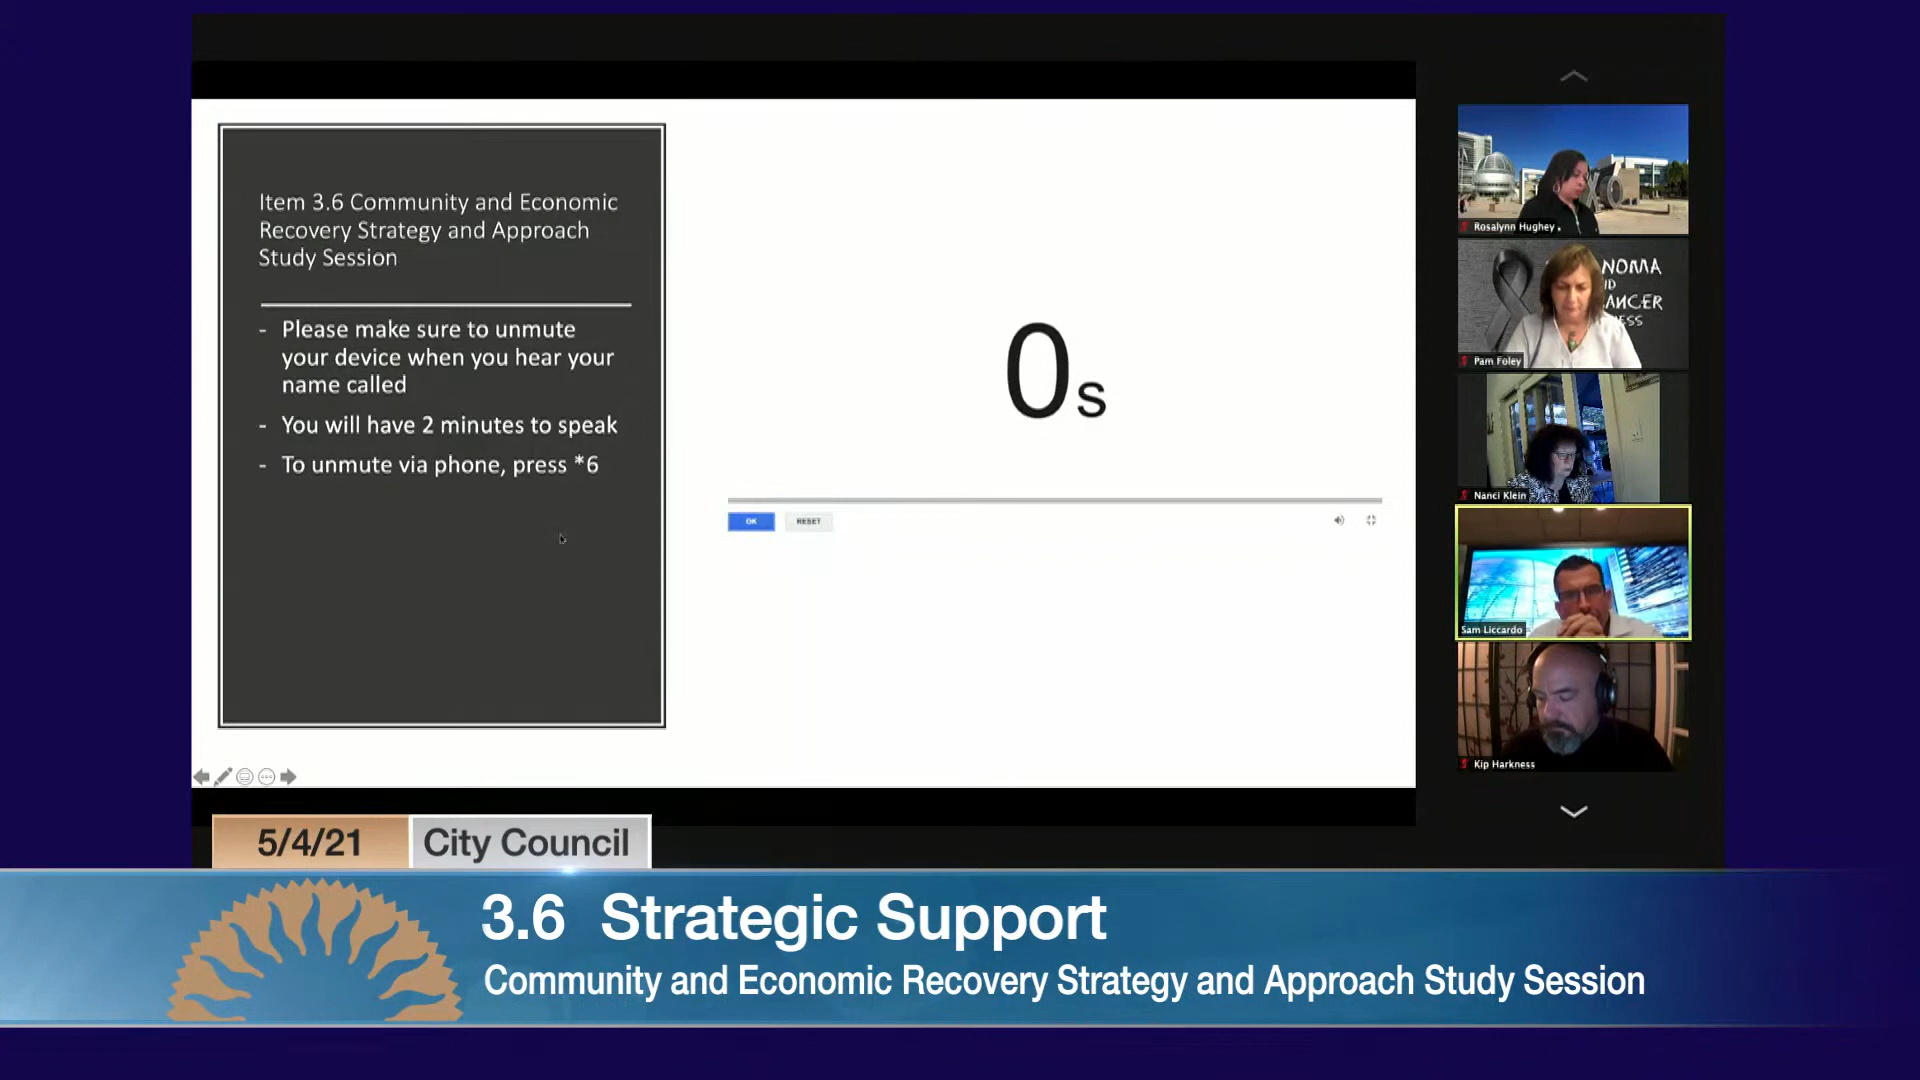 Item 3.6 Community and Economic
Recovery Strategy and Approach
Study Session
- Please make sure to unmute
your device when you hear your
name called
- You will have 2 minutes to speak
- To unmute via phone, press *6
0s
OK
RESET
Rosalynn Hughey
NOMA
ANCER
Pam Foley
Nanci Klein
Sam Liccardo
Kip Harkness
5/4/21
City Council
3.6 Strategic Support
Community and Economic Recovery Strategy and Approach Study Session